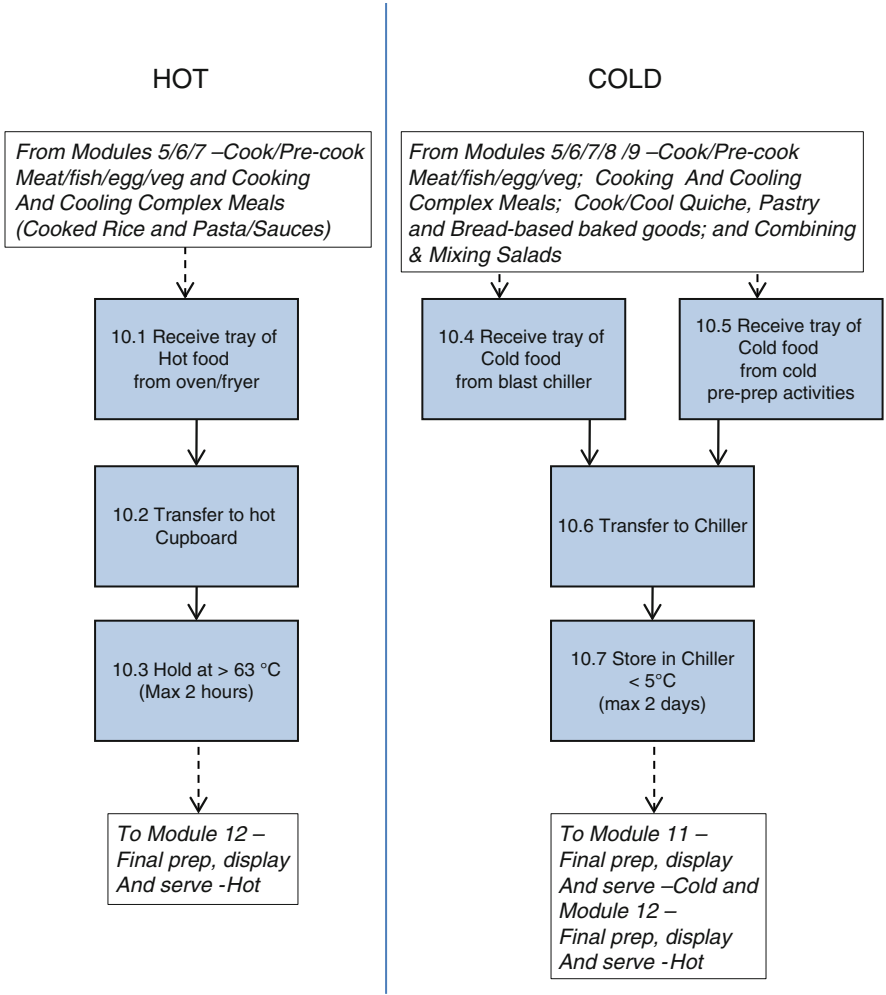 HOT
From Modules 5/6/7 –Cook/Pre-cook
Meat/fish/egg/veg and Cooking
And Cooling Complex Meals
(Cooked Rice and Pasta/Sauces)
10.1 Receive tray of
Hot food
from oven/fryer
10.2 Transfer to hot
Cupboard
10.3 Hold at > 63 °C
(Max 2 hours)
To Module 12 –
Final prep, display
And serve -Hot
COLD
From Modules 5/6/7/8 /9 –Cook/Pre-cook
Meat/fish/egg/veg; Cooking And Cooling
Complex Meals; Cook/Cool Quiche, Pastry
and Bread-based baked goods; and Combining
& Mixing Salads
10.4 Receive tray of
Cold food
from blast chiller
10.5 Receive tray of
Cold food
from cold
pre-prep activities
10.6 Transfer to Chiller
10.7 Store in Chiller
< 5°C
(max 2 days)
To Module 11 –
Final prep, display
And serve –Cold and
Module 12 –
Final prep, display
And serve -Hot